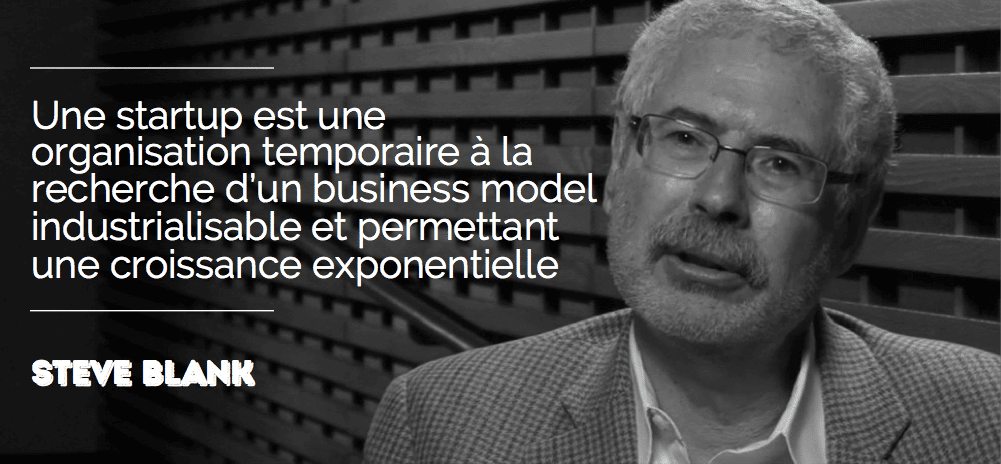 Une startup est une
organisation temporaire à la
recherche d'un business model
industrialisable et permettant
une croissance exponentielle
STEVE BLANK